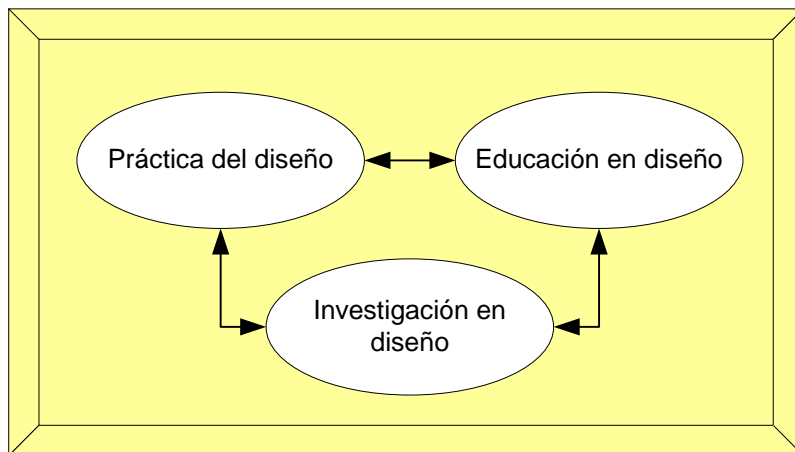 Práctica del diseño
Educación en diseño
Investigación en
diseño